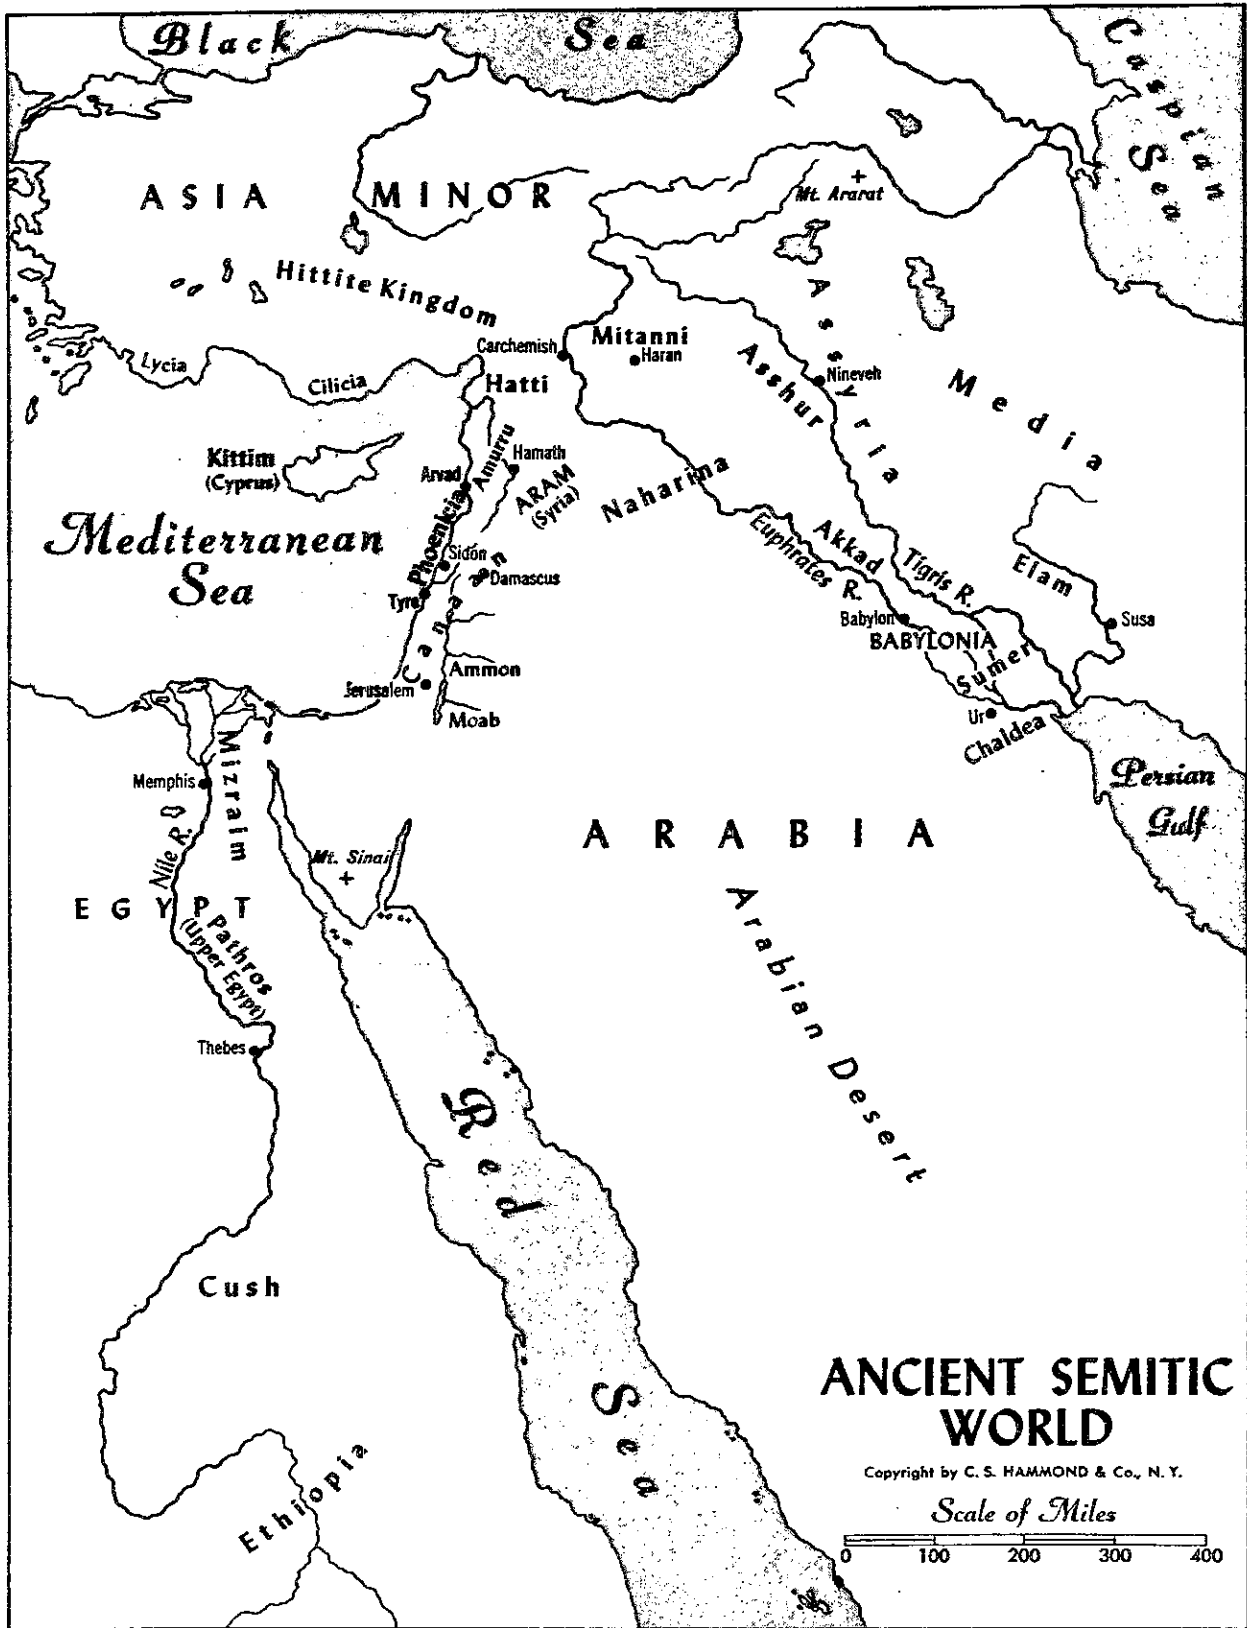 Black Sea
Caspian Sea
ASIA MINOR
Mt. Ararat
Hittite Kingdom
Assyria
Mitanni
Carchemish
Haran
Asshur
Nineveh
Media
Lycia
Cilicia
Hatti
Kittim
(Cyprus)
Amurru
Hamath
Arvad
ARAM
(Syria)
Naharina
Mediterranean
Sea
Phoenicia
Sidon
Canaan
Damascus
Tyre
Euphrates R.
Akkad
Tigris R.
Elam
Babylon
Susa
BABYLONIA
Sumer
Ammon
Jerusalem
Moab
Ur
Chaldea
Persian
Gulf
Mizraim
Memphis
Nile R.
Mt. Sinai
ARABIA
EGYPT
Pathros
(Upper Egypt)
Arabian Desert
Thebes
Red Sea
Cush
Ethiopia
ANCIENT SEMITIC
WORLD
Copyright by C. S. HAMMOND & Co., N. Y.
Scale of Miles
0 100 200 300 400